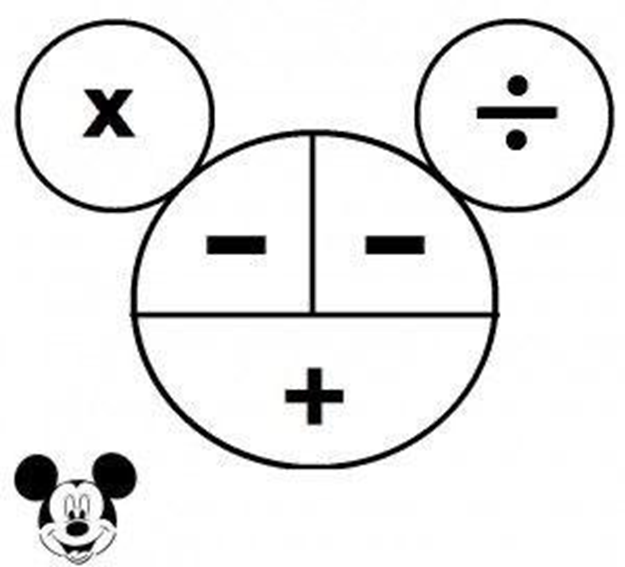 x ÷
− −
+